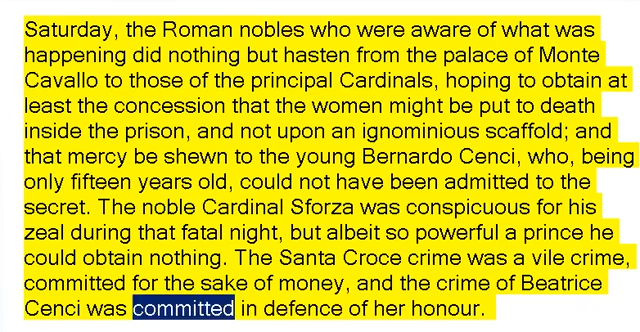 Saturday, the Roman nobles who were aware of what was
happening did nothing but hasten from the palace of Monte
Cavallo to those of the principal Cardinals, hoping to obtain at
least the concession that the women might be put to death
inside the prison, and not upon an ignominious scaffold; and
that mercy be shewn to the young Bernardo Cenci, who, being
only fifteen years old, could not have been admitted to the
secret. The noble Cardinal Sforza was conspicuous for his
zeal during that fatal night, but albeit so powerful a prince he
could obtain nothing. The Santa Croce crime was a vile crime,
committed for the sake of money, and the crime of Beatrice
Cenci was committed in defence of her honour.